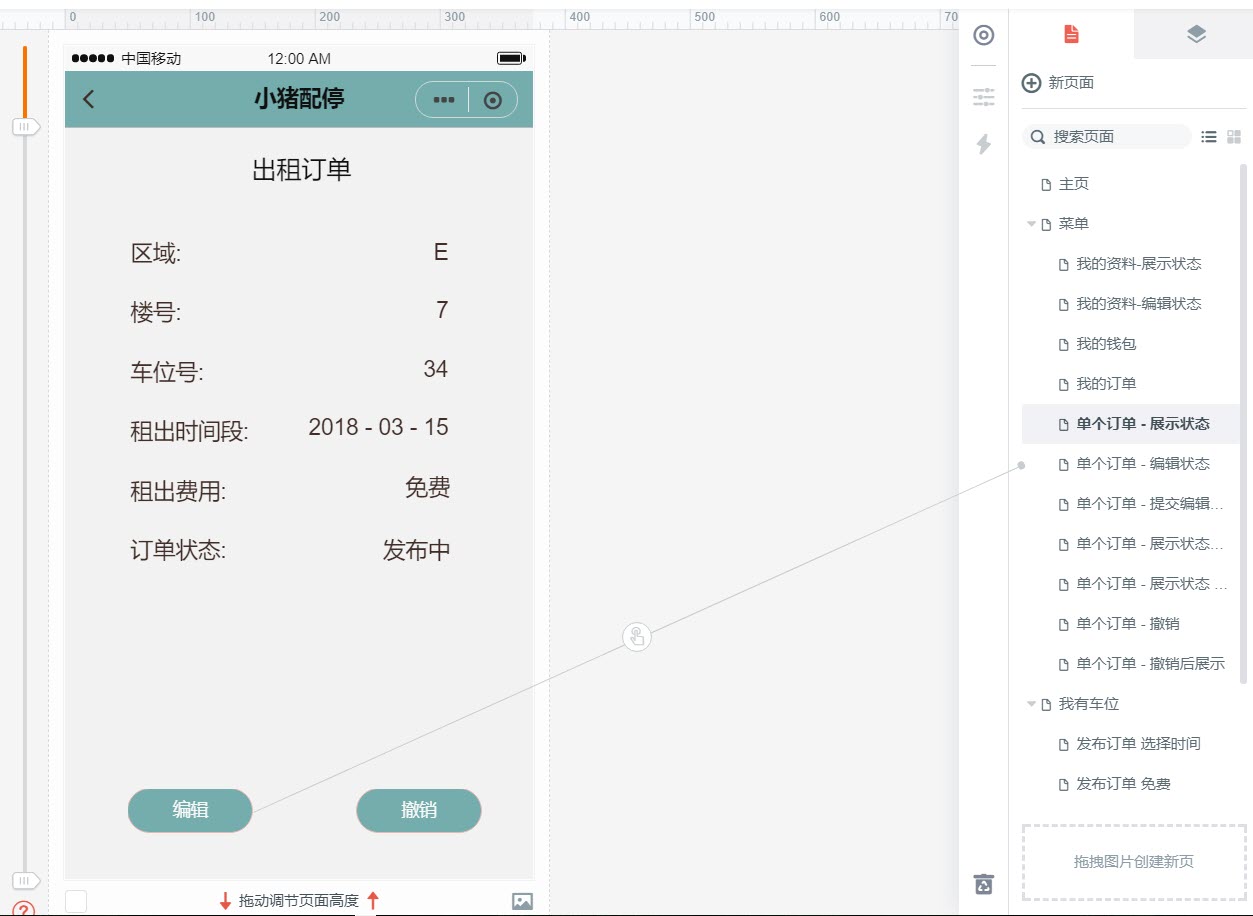 0 100 200 300 400 500 600 70
中国移动 12:00 AM
小猪配停
出租订单
区域: E
楼号: 7
车位号: 34
租出时间段: 2018 - 03 - 15
租出费用: 免费
订单状态: 发布中
编辑 撤销
拖动调节页面高度
新页面
搜索页面
主页
菜单
我的资料-展示状态
我的资料-编辑状态
我的钱包
我的订单
单个订单 - 展示状态
单个订单 - 编辑状态
单个订单 - 提交编辑...
单个订单 - 展示状态...
单个订单 - 展示状态 ...
单个订单 - 撤销
单个订单 - 撤销后展示
我有车位
发布订单 选择时间
发布订单 免费
拖拽图片创建新页